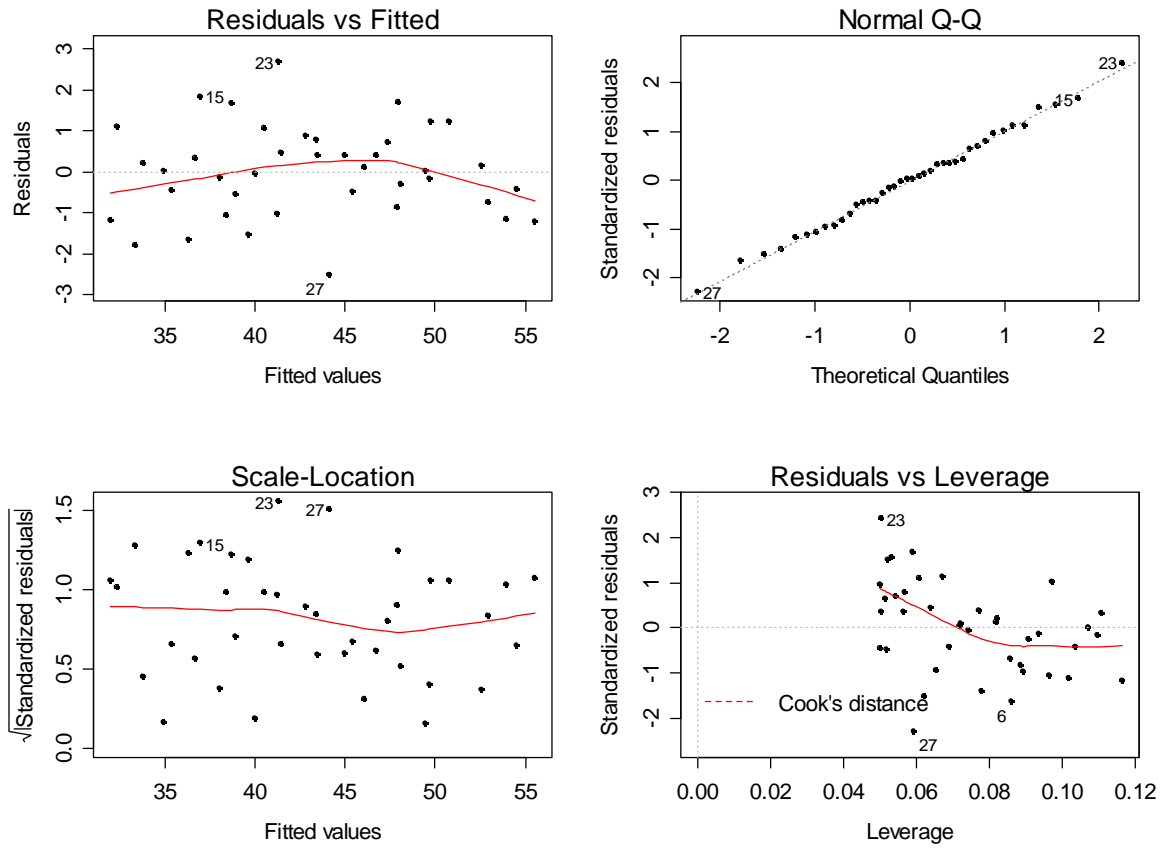 Residuals vs Fitted
3
2
1
0
-1
-2
-3
Residuals
23
15
27
35 40 45 50 55
Fitted values
Normal Q-Q
2
1
0
-1
-2
Standardized residuals
23
15
27
-2 -1 0 1 2
Theoretical Quantiles
Scale-Location
1.5
1.0
0.5
0.0
√|Standardized residuals|
23
27
15
35 40 45 50 55
Fitted values
Residuals vs Leverage
3
2
1
0
-1
-2
Standardized residuals
23
Cook's distance
6
27
0.00 0.02 0.04 0.06 0.08 0.10 0.12
Leverage